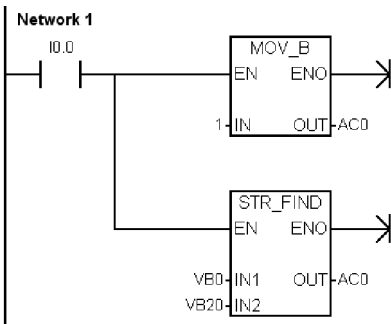 Network 1
I0.0
MOV_B
EN ENO
1 IN OUT AC0
STR_FIND
EN ENO
VB0 IN1 OUT AC0
VB20 IN2